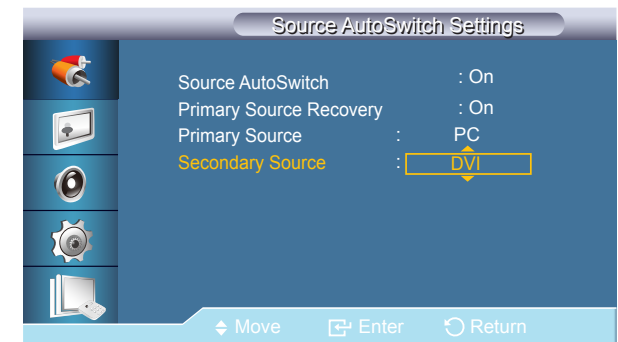 Source AutoSwitch Settings
Source AutoSwitch : On
Primary Source Recovery : On
Primary Source : PC
Secondary Source : DVI
Move Enter Return